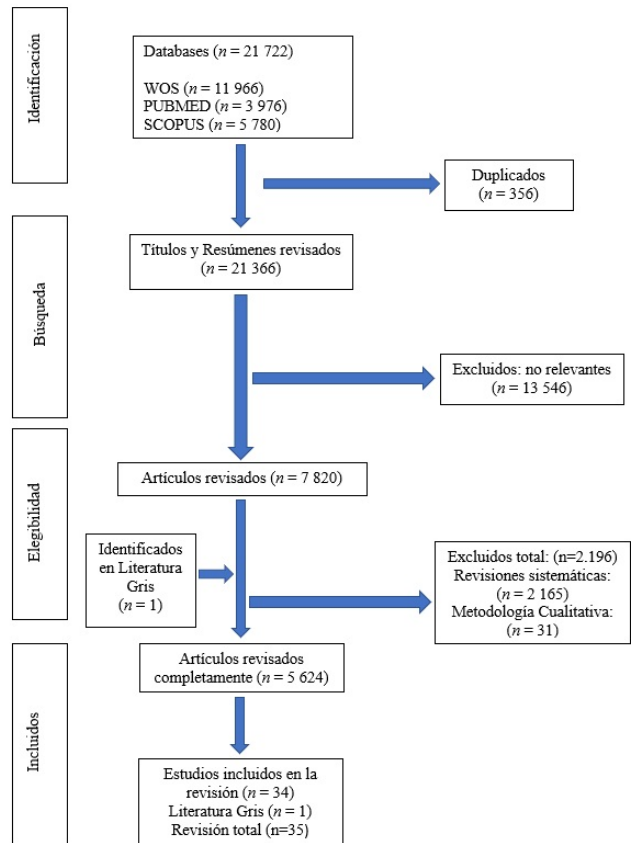 Identificación
Databases (n = 21 722)
WOS (n = 11 966)
PUBMED (n = 3 976)
SCOPUS (n = 5 780)
Duplicados
(n = 356)
Búsqueda
Títulos y Resúmenes revisados
(n = 21 366)
Excluidos: no relevantes
(n = 13 546)
Elegibilidad
Artículos revisados (n = 7 820)
Identificados
en Literatura
Gris
(n = 1)
Excluidos total: (n=2.196)
Revisiones sistemáticas:
(n = 2 165)
Metodología Cualitativa:
(n = 31)
Incluidos
Artículos revisados
completamente (n = 5 624)
Estudios incluidos en la
revisión (n = 34)
Literatura Gris (n = 1)
Revisión total (n=35)